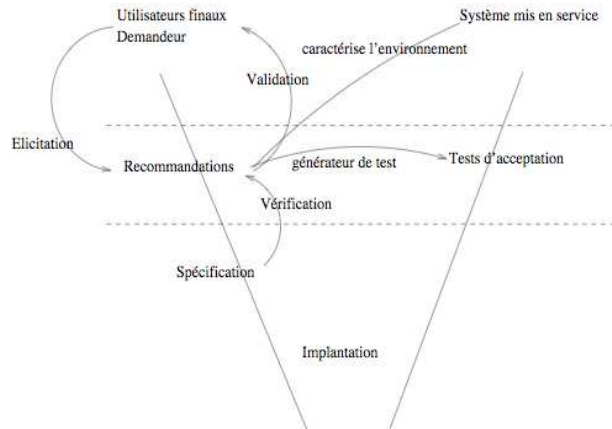 Utilisateurs finaux
Demandeur
Système mis en service
caractérise l'environnement
Validation
Elicitation
Recommandations
générateur de test
Tests d'acceptation
Vérification
Spécification
Implantation